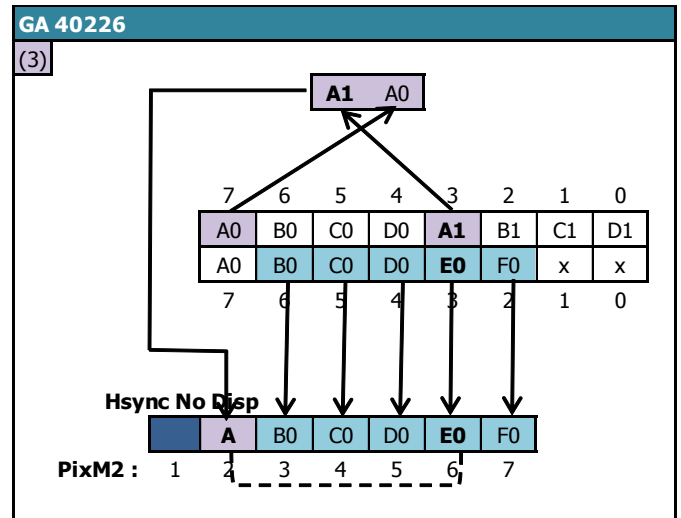 GA 40226
(3)
A1 A0
7 6 5 4 3 2 1 0
A0 B0 C0 D0 A1 B1 C1 D1
A0 B0 C0 D0 E0 F0 x x
7 6 5 4 3 2 1 0
Hsync No Disp
A B0 C0 D0 E0 F0
PixM2 : 1 2 3 4 5 6 7